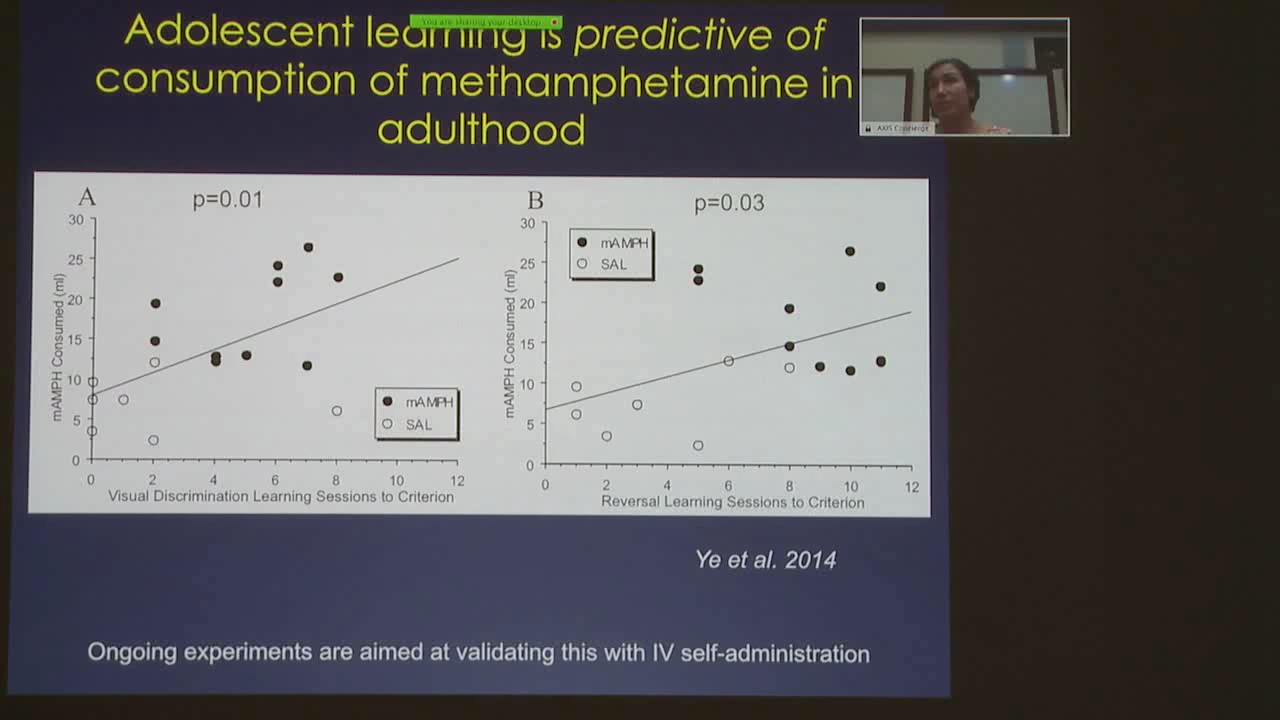 You are sharing your desktop
Adolescent learning is predictive of
consumption of methamphetamine in
adulthood
AXIS Concierge
A
p=0.01
30
25
20
15
10
5
0
mAMPH Consumed (ml)
mAMPH
SAL
0 2 4 6 8 10 12
Visual Discrimination Learning Sessions to Criterion
B
p=0.03
30
25
20
15
10
5
0
mAMPH Consumed (ml)
mAMPH
SAL
0 2 4 6 8 10 12
Reversal Learning Sessions to Criterion
Ye et al. 2014
Ongoing experiments are aimed at validating this with IV self-administration